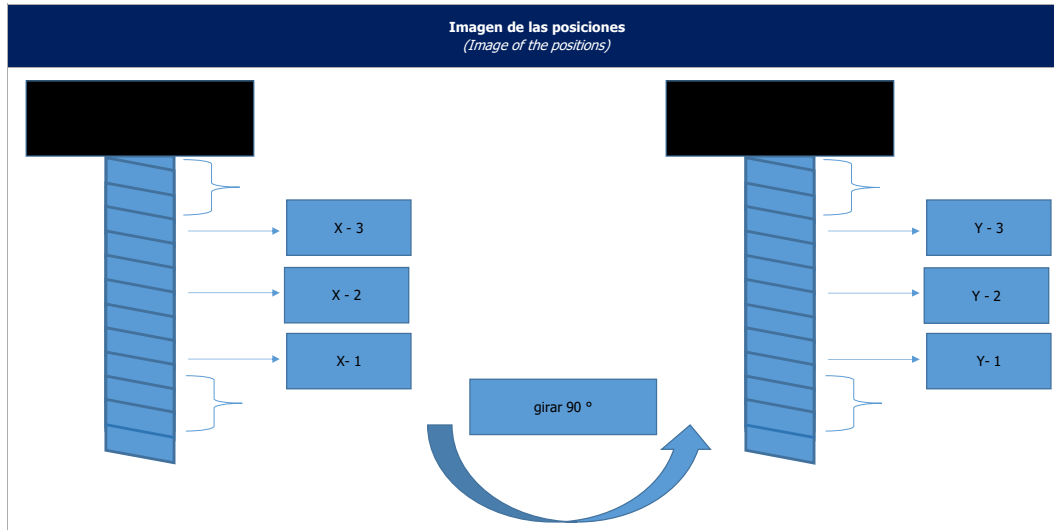 Imagen de las posiciones
(Image of the positions)
X - 3
Y - 3
X - 2
Y - 2
X- 1
Y- 1
girar 90 °